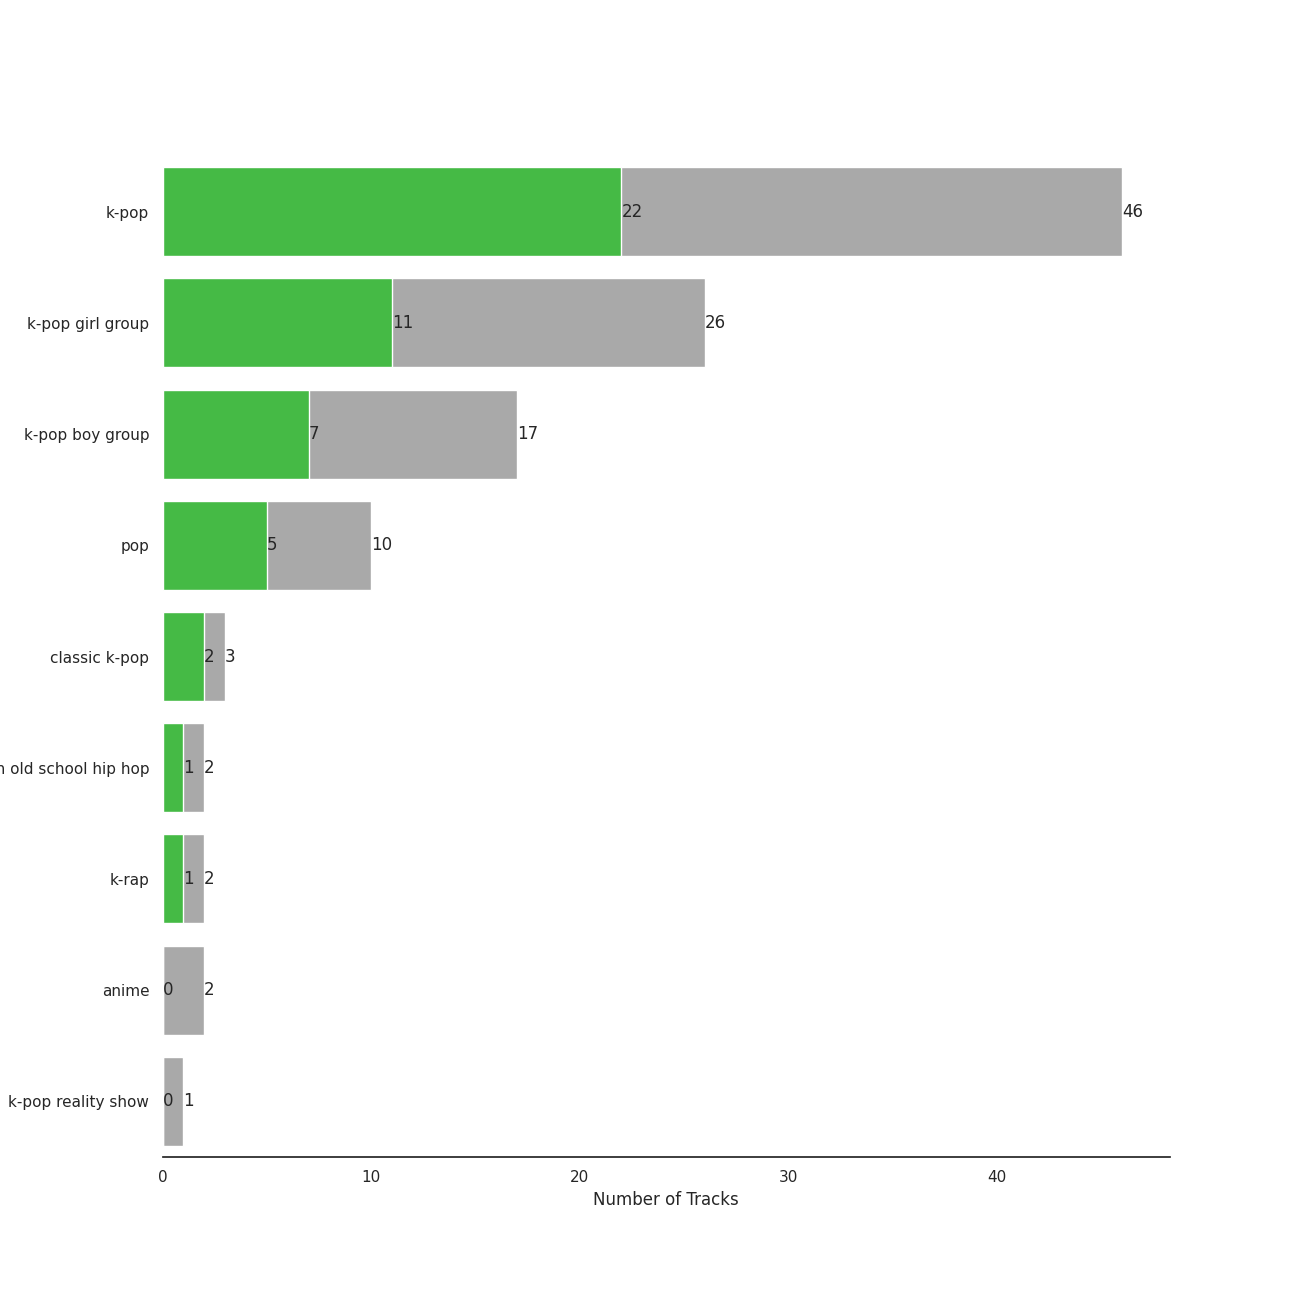 k-pop 22 46
k-pop girl group 11 26
k-pop boy group 7 17
pop 5 10
classic k-pop 2 3
old school hip hop 1 2
k-rap 1 2
anime 0 2
k-pop reality show 0 1
0 10 20 30 40
Number of Tracks